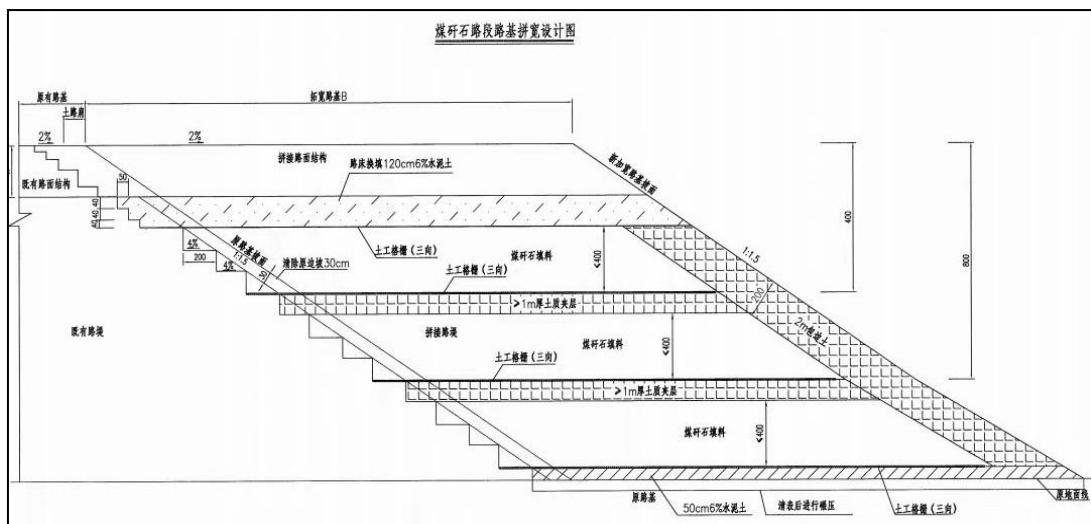 煤矸石路段路基拼宽设计图
原有路基
拓宽路基B
土路肩
2%
2%
拼接路面结构
路床换填120cm6%水泥土
新加宽路基坡面
既有路面结构
50
40
40
40
400
800
4%
200
4%
原路基坡面
1:1.5
50
清除原边坡30cm
土工格栅（三向）
土工格栅（三向）
煤矸石填料
≤400
1:1.5
200
2m包边土
≥1m厚土质夹层
既有路堤
拼接路堤
煤矸石填料
≤400
土工格栅（三向）
≥1m厚土质夹层
煤矸石填料
≤400
原路基
50cm6%水泥土
清表后进行碾压
土工格栅（三向）
原地面线